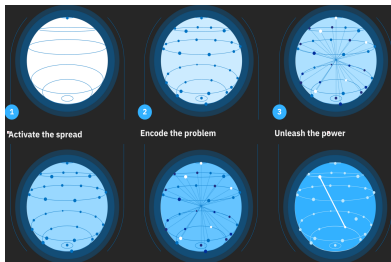 1
2
3
Activate the spread
Encode the problem
Unleash the power